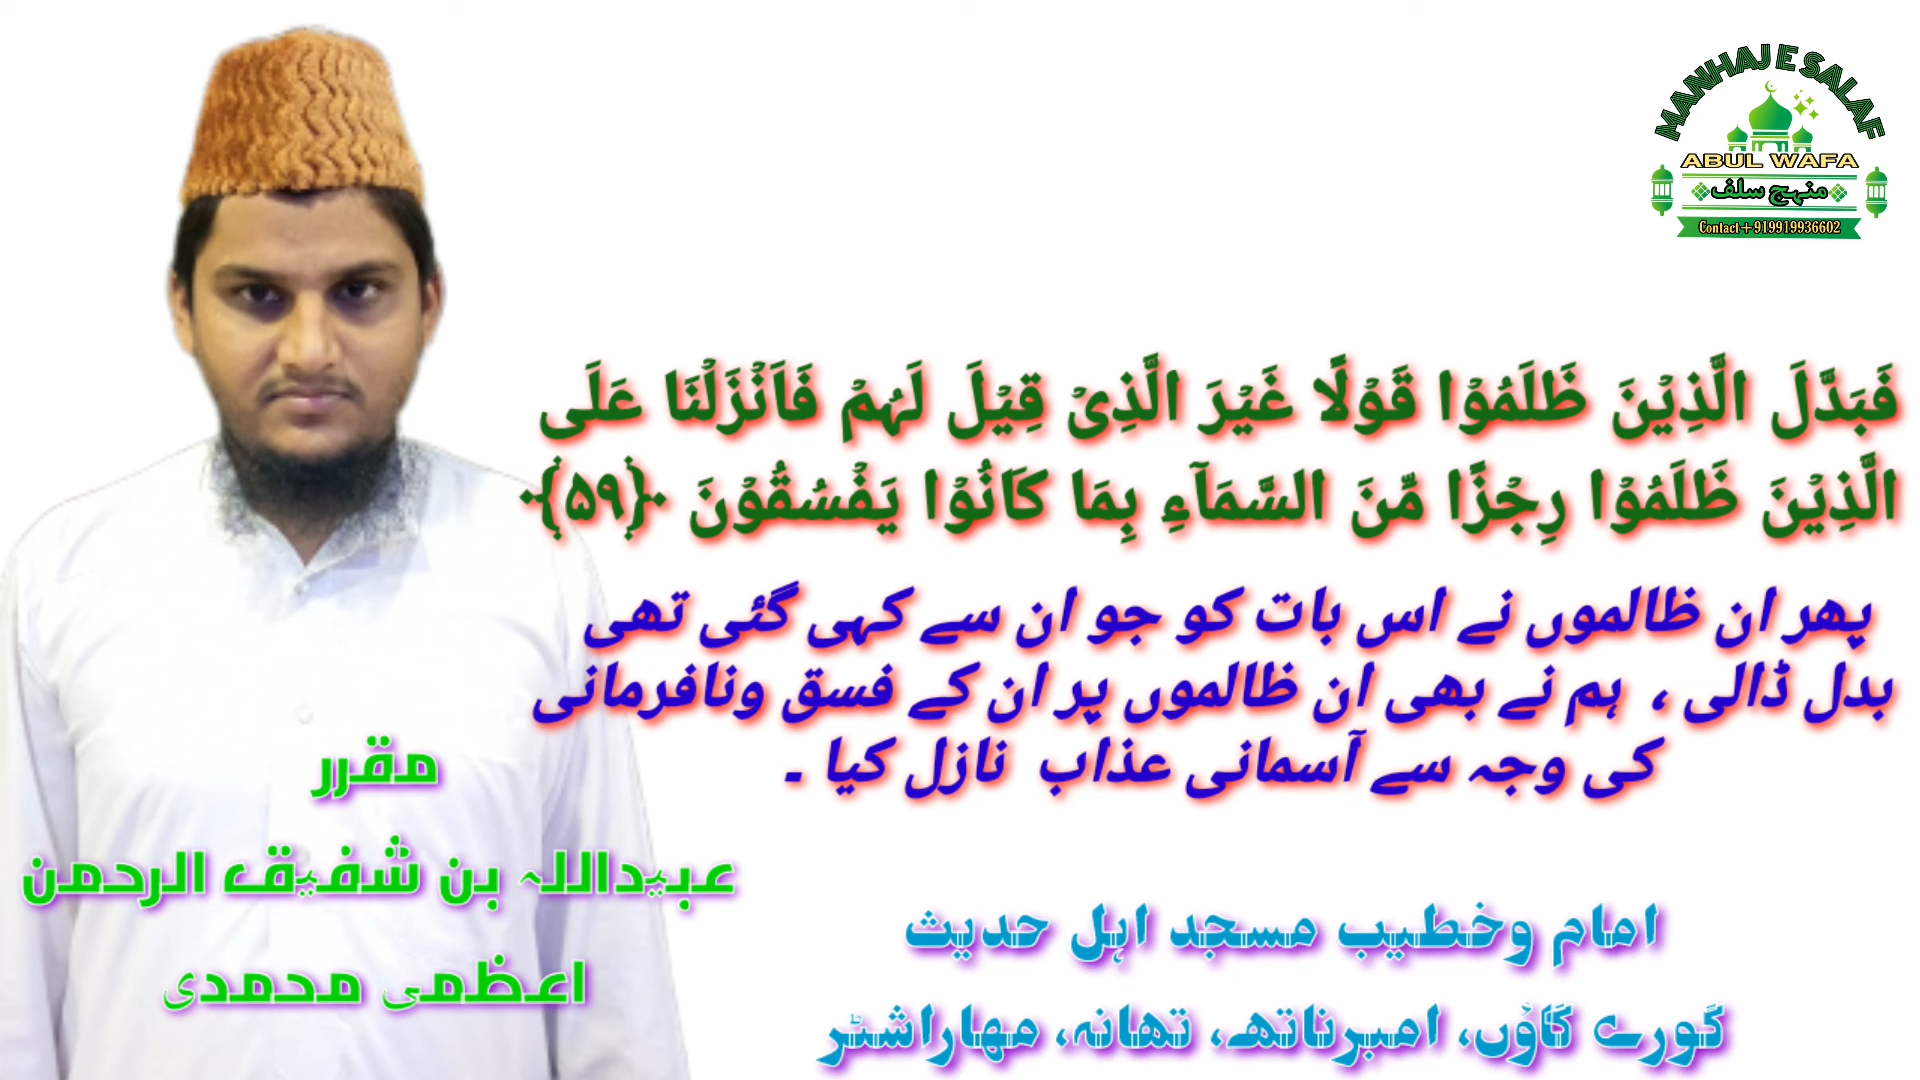 MANHAJ E SALAF
ABUL WAFA
منہج سلف
Contact+919919936602
فَبَدَّلَ الَّذِیۡنَ ظَلَمُوۡا قَوۡلًا غَیۡرَ الَّذِیۡ قِیۡلَ لَہُمۡ فَاَنۡزَلۡنَا عَلَی
الَّذِیۡنَ ظَلَمُوۡا رِجۡزًا مِّنَ السَّمَآءِ بِمَا کَانُوۡا یَفۡسُقُوۡنَ ﴿۵۹﴾
پھر ان ظالموں نے اس بات کو جو ان سے کہی گئی تھی
بدل ڈالی ، ہم نے بھی ان ظالموں پر ان کے فسق ونافرمانی
کی وجہ سے آسمانی عذاب نازل کیا ۔
مقرر
عبیداللہ بن شفیق الرحمن
اعظمی محمدی
امام وخطیب مسجد اہل حدیث
گورے گاؤں، امبرناتھ، تھانہ، مہاراشٹر